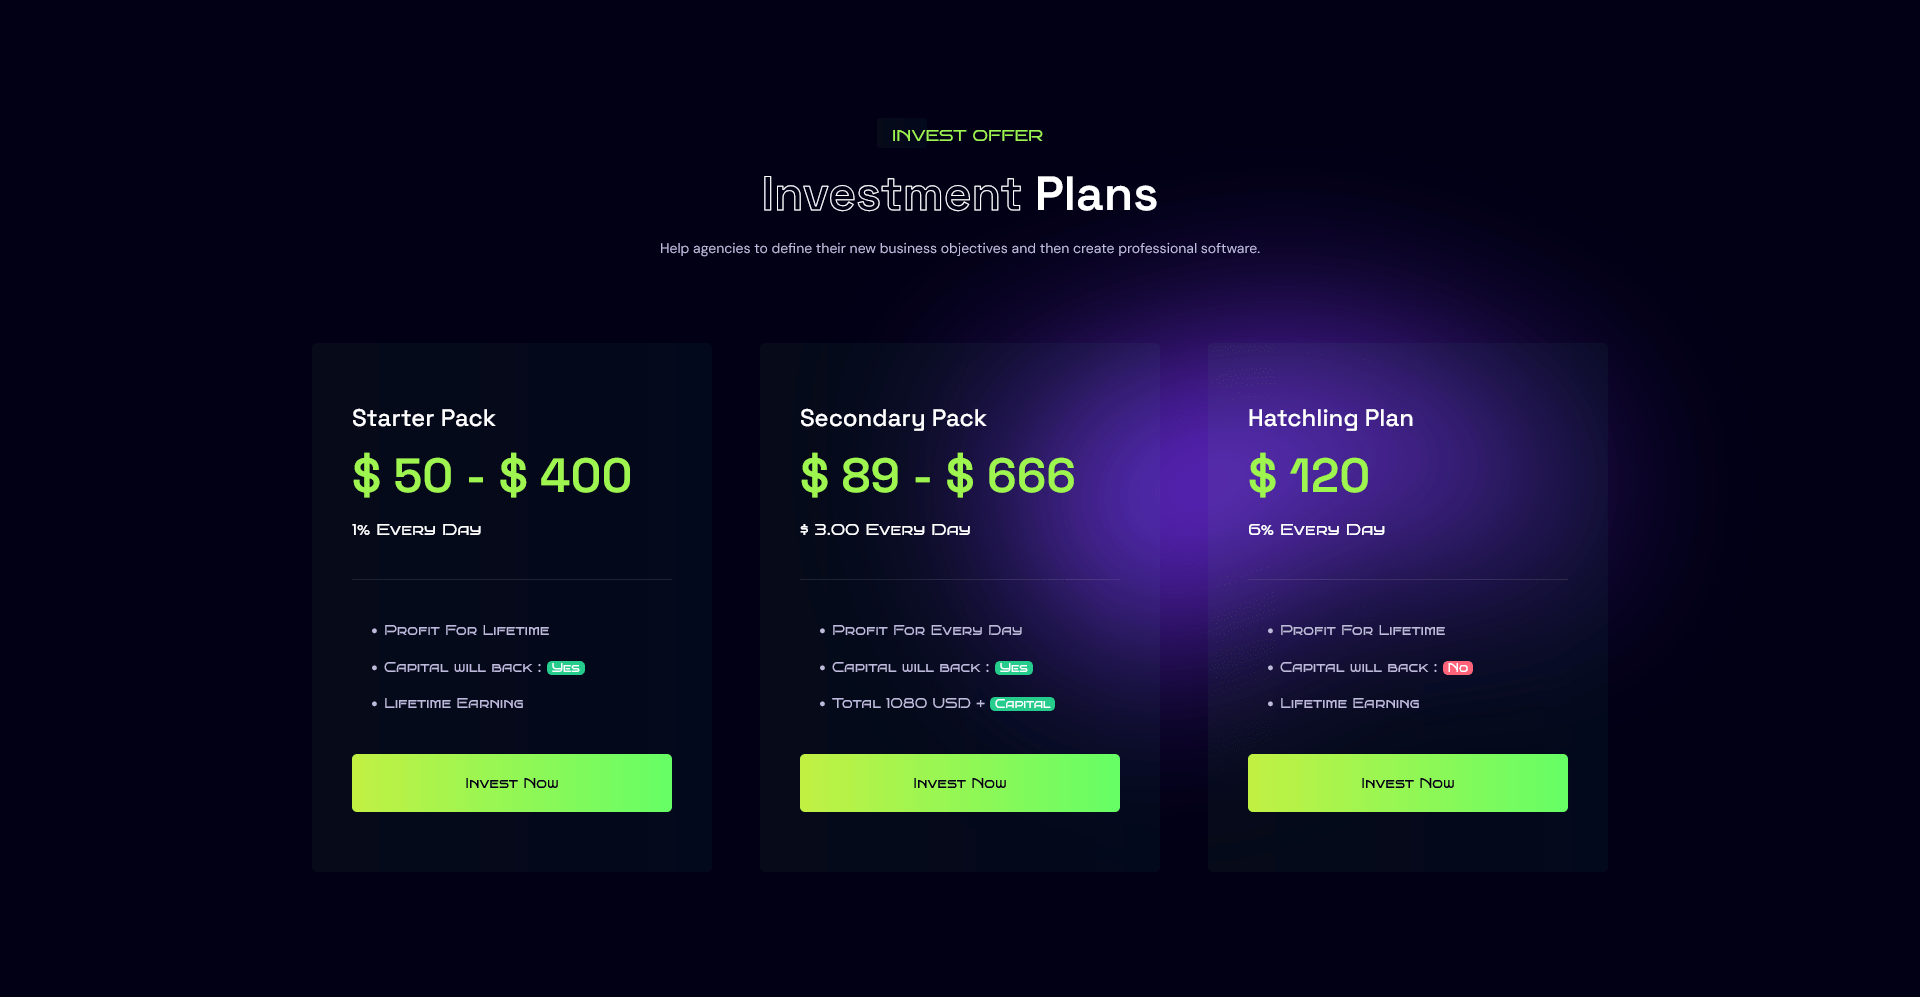 INVEST OFFER
Investment Plans
Help agencies to define their new business objectives and then create professional software.
Starter Pack
$ 50 - $ 400
1% Every Day
• Profit For Lifetime
• Capital will back : Yes
• Lifetime Earning
Invest Now
Secondary Pack
$ 89 - $ 666
$ 3.00 Every Day
• Profit For Every Day
• Capital will back : Yes
• Total 1080 USD + Capital
Invest Now
Hatchling Plan
$ 120
6% Every Day
• Profit For Lifetime
• Capital will back : No
• Lifetime Earning
Invest Now